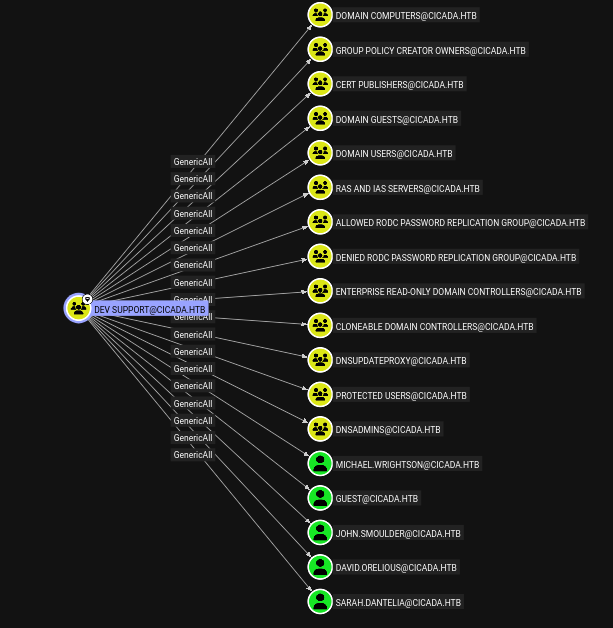 DOMAIN COMPUTERS@CICADA.HTB
GROUP POLICY CREATOR OWNERS@CICADA.HTB
CERT PUBLISHERS@CICADA.HTB
DOMAIN GUESTS@CICADA.HTB
DOMAIN USERS@CICADA.HTB
GenericAll
GenericAll
RAS AND IAS SERVERS@CICADA.HTB
GenericAll
GenericAll
ALLOWED RODC PASSWORD REPLICATION GROUP@CICADA.HTB
GenericAll
GenericAll
DENIED RODC PASSWORD REPLICATION GROUP@CICADA.HTB
GenericAll
GenericAll
ENTERPRISE READ-ONLY DOMAIN CONTROLLERS@CICADA.HTB
GenericAll
DEV SUPPORT@CICADA.HTB
GenericAll
CLONEABLE DOMAIN CONTROLLERS@CICADA.HTB
GenericAll
GenericAll
DNSUPDATEPROXY@CICADA.HTB
GenericAll
GenericAll
PROTECTED USERS@CICADA.HTB
GenericAll
GenericAll
DNSADMINS@CICADA.HTB
GenericAll
GenericAll
MICHAEL.WRIGHTSON@CICADA.HTB
GUEST@CICADA.HTB
JOHN.SMOULDER@CICADA.HTB
DAVID.ORELIOUS@CICADA.HTB
SARAH.DANTELIA@CICADA.HTB